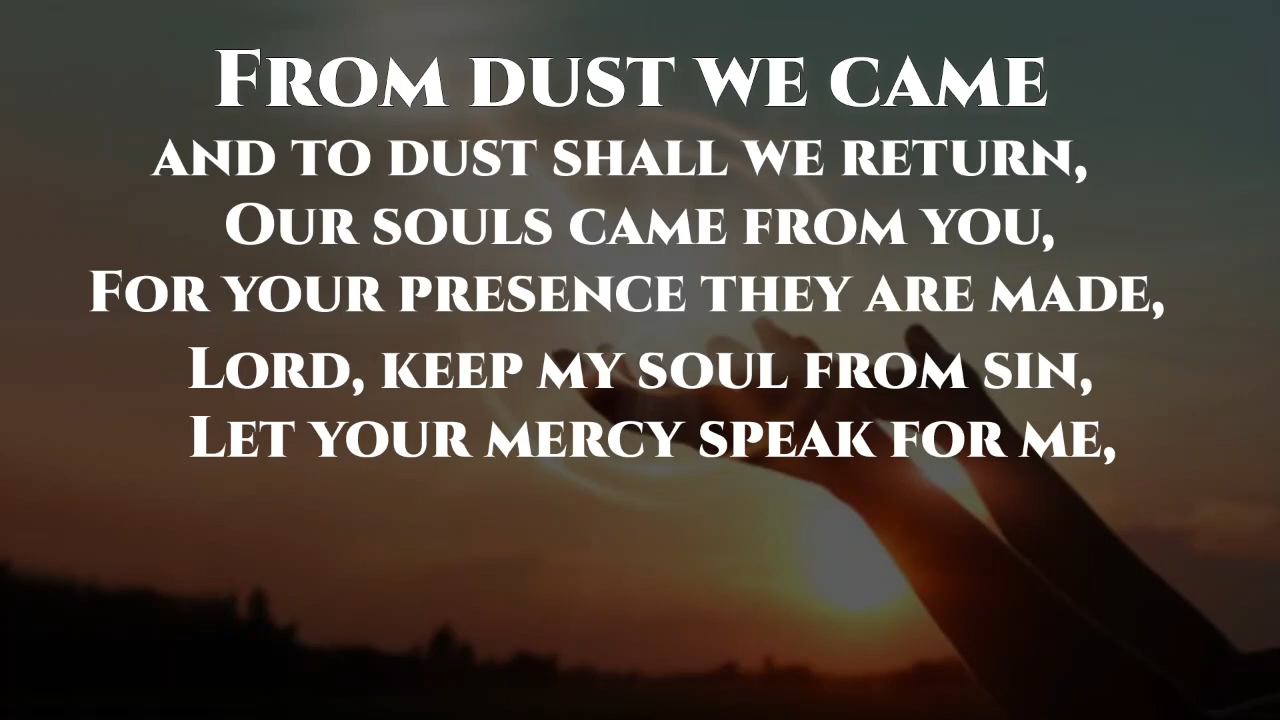 From dust we came
and to dust shall we return,
Our souls came from you,
For your presence they are made,
Lord, keep my soul from sin,
Let your mercy speak for me,